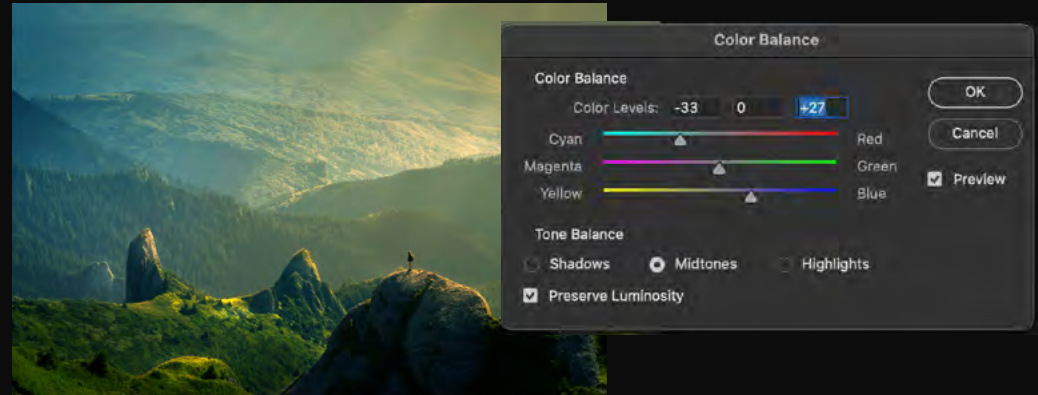 Color Balance
Color Balance
Color Levels: -33 0 +27
OK
Cyan Red
Cancel
Magenta Green
Preview
Yellow Blue
Tone Balance
Shadows Midtones Highlights
Preserve Luminosity